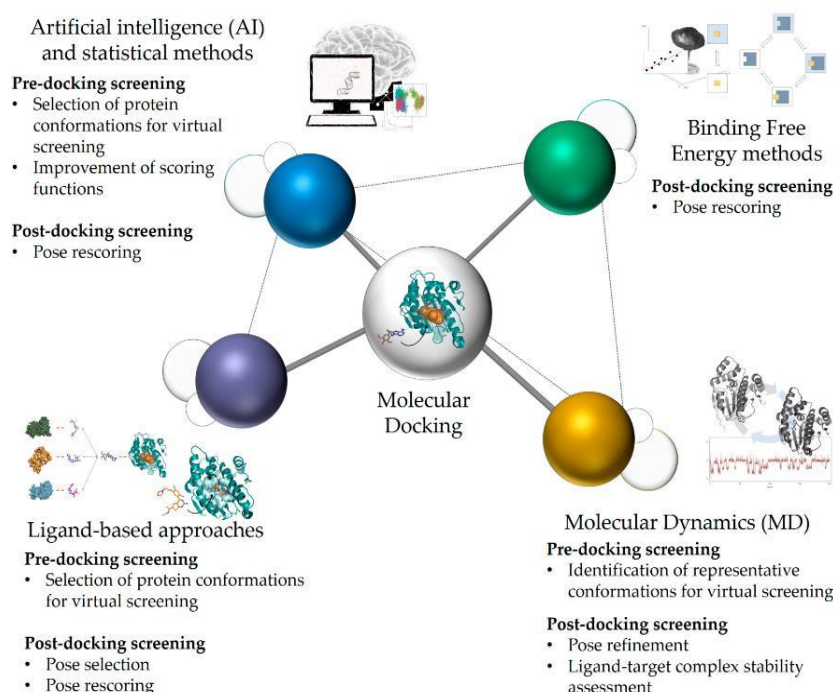 Artificial intelligence (AI)
and statistical methods
Pre-docking screening
• Selection of protein
conformations for virtual
screening
• Improvement of scoring
functions
Post-docking screening
• Pose rescoring
Binding Free
Energy methods
Post-docking screening
• Pose rescoring
Molecular
Docking
Ligand-based approaches
Pre-docking screening
• Selection of protein conformations
for virtual screening
Post-docking screening
• Pose selection
• Pose rescoring
Molecular Dynamics (MD)
Pre-docking screening
• Identification of representative
conformations for virtual screening
Post-docking screening
• Pose refinement
• Ligand-target complex stability
assessment